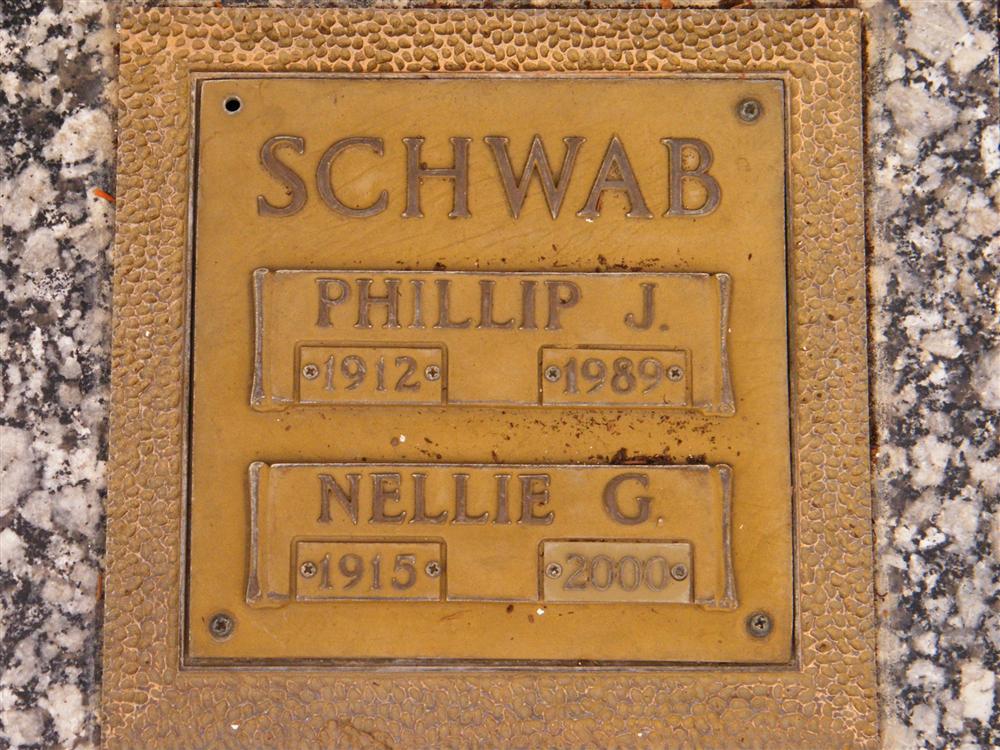 SCHWAB
PHILLIP J.
1912 1989
NELLIE G.
1915 2000